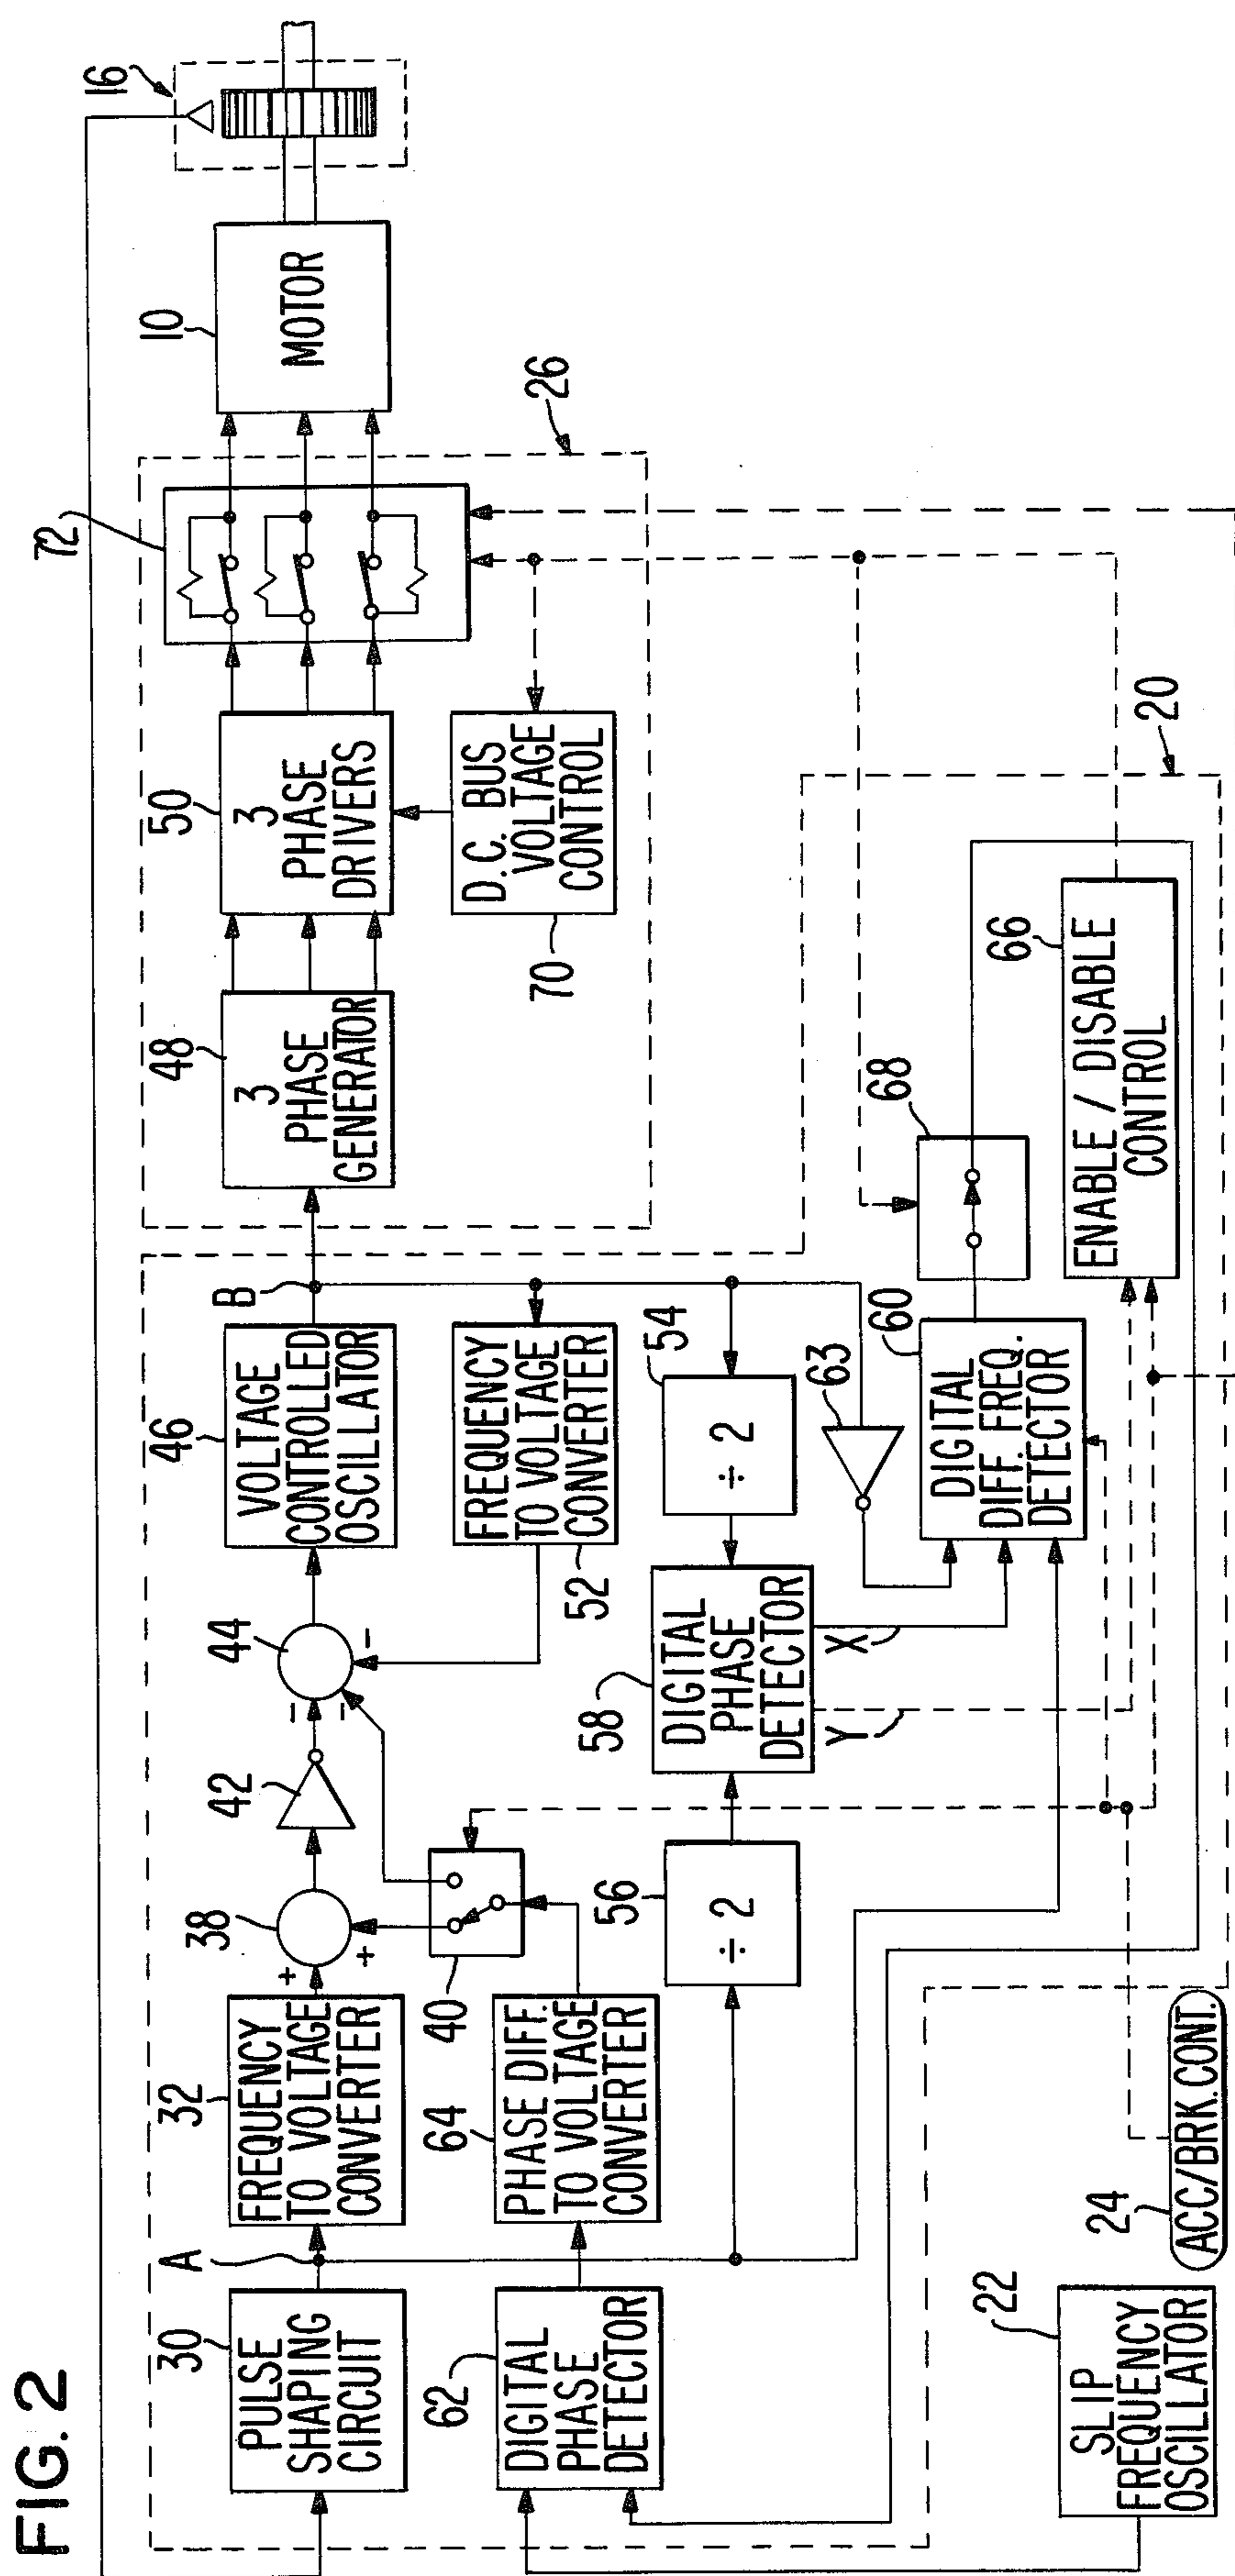 FIG. 2
16
72
10
MOTOR
26
50
3
PHASE
DRIVERS
D.C. BUS
VOLTAGE
CONTROL
70
48
3
PHASE
GENERATOR
20
66
ENABLE / DISABLE
CONTROL
68
B
46
VOLTAGE
CONTROLLED
OSCILLATOR
FREQUENCY
TO VOLTAGE
CONVERTER
52
54
÷ 2
63
60
DIGITAL
DIFF. FREQ.
DETECTOR
44
-
-
-
42
58
DIGITAL
PHASE
DETECTOR
X
Y
38
+
+
40
56
÷ 2
32
FREQUENCY
TO VOLTAGE
CONVERTER
64
PHASE DIFF.
TO VOLTAGE
CONVERTER
A
30
PULSE
SHAPING
CIRCUIT
62
DIGITAL
PHASE
DETECTOR
24
ACC/BRK. CONT.
22
SLIP
FREQUENCY
OSCILLATOR